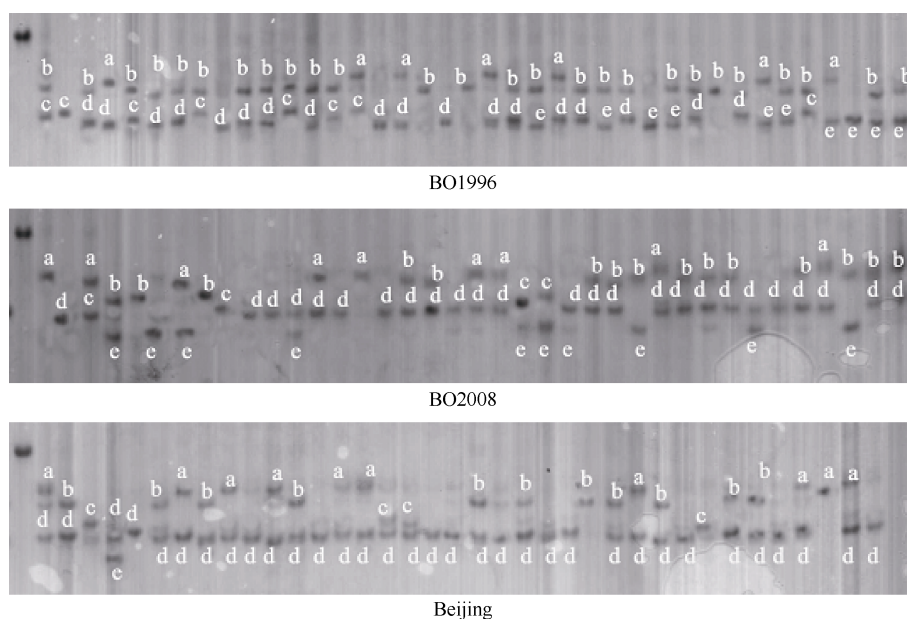 b b a b b b b b b b b b a a b b a b b a b b b b b b b a b b a b b
c c d d c d d c d d d c d c c d d d d d e d d e d e e d d e e c e e e e
BO1996
a a b b a b a a b b a a c c b b b a b b b b a b b b
d c c d d d d d d d d d d d d d d d d d d d d d d d d
e e e e e e e e e e
BO2008
a b b a b a a b a a b b b b a b b b a a a
d d c d d c c c
d d d d d d d d d d d d d d d d d d d d d d d d d d d d d
e
Beijing